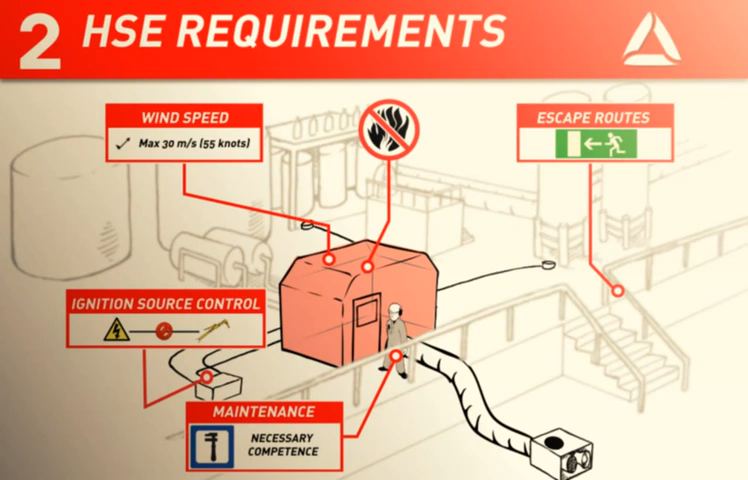 2 HSE REQUIREMENTS
WIND SPEED
Max 30 m/s (55 knots)
ESCAPE ROUTES
IGNITION SOURCE CONTROL
MAINTENANCE
NECESSARY
COMPETENCE